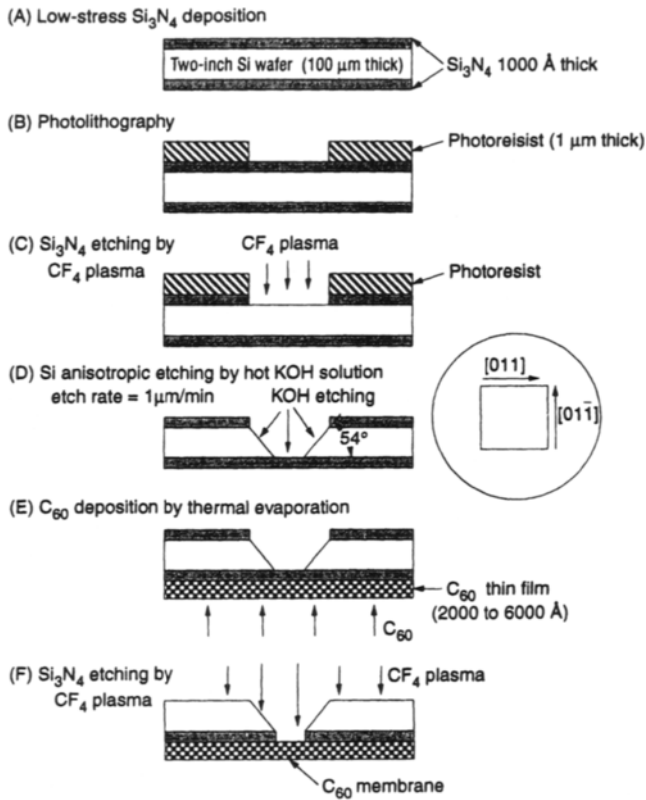 (A) Low-stress Si₃N₄ deposition
Two-inch Si wafer (100 μm thick)
Si₃N₄ 1000 Å thick
(B) Photolithography
Photoreisist (1 μm thick)
(C) Si₃N₄ etching by
CF₄ plasma
CF₄ plasma
Photoresist
(D) Si anisotropic etching by hot KOH solution
etch rate = 1μm/min
KOH etching
54°
[011]
[011̄]
(E) C₆₀ deposition by thermal evaporation
C₆₀ thin film
(2000 to 6000 Å)
C₆₀
(F) Si₃N₄ etching by
CF₄ plasma
CF₄ plasma
C₆₀ membrane